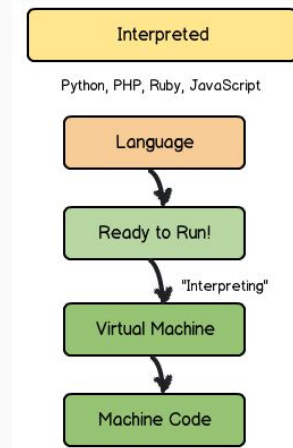 Interpreted
Python, PHP, Ruby, JavaScript
Language
Ready to Run!
"Interpreting"
Virtual Machine
Machine Code